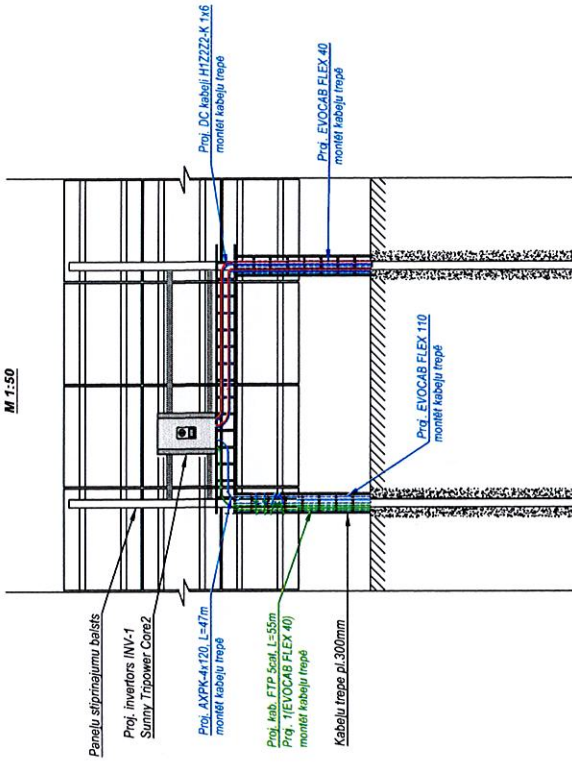 M 1:50
Paneļu stiprinājumu balsts
Proj. invertors INV-1
Sunny Tripower Core2
Proj. AXPK-4x120, L=47m
montēt kabeļu trepē
Proj. kab. FTP 5cat, L=55m
Proj. 1(EVOCAB FLEX 40)
montēt kabeļu trepē
Kabeļu trepe pl.300mm
Proj. EVOCAB FLEX 110
montēt kabeļu trepē
Proj. EVOCAB FLEX 40
montēt kabeļu trepē
Proj. DC kabeļi H1Z2Z2-K 1x6
montēt kabeļu trepē